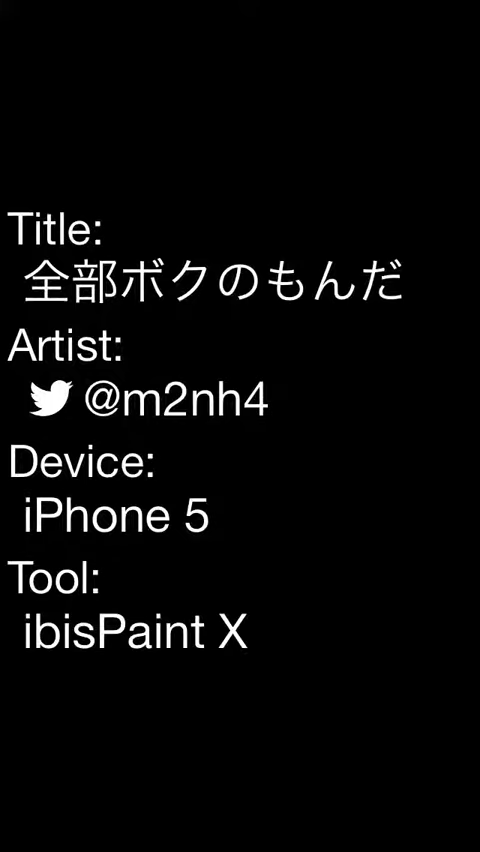 Title:
全部ボクのもんだ
Artist:
@m2nh4
Device:
iPhone 5
Tool:
ibisPaint X